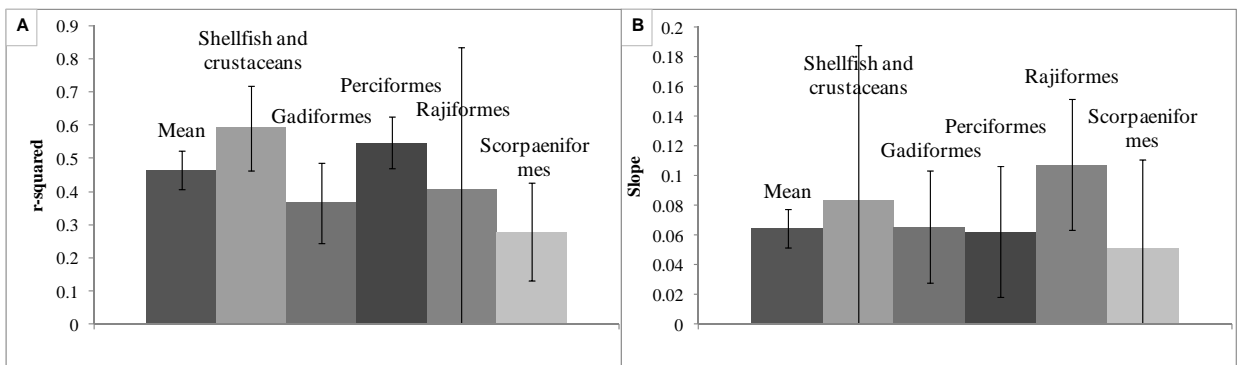 A
0.9
0.8
0.7
0.6
0.5
0.4
0.3
0.2
0.1
0
r-squared
Mean
Shellfish and
crustaceans
Gadiformes
Perciformes
Rajiformes
Scorpaenifor
mes
B
0.2
0.18
0.16
0.14
0.12
0.1
0.08
0.06
0.04
0.02
0
Slope
Mean
Shellfish and
crustaceans
Gadiformes
Perciformes
Rajiformes
Scorpaenifor
mes